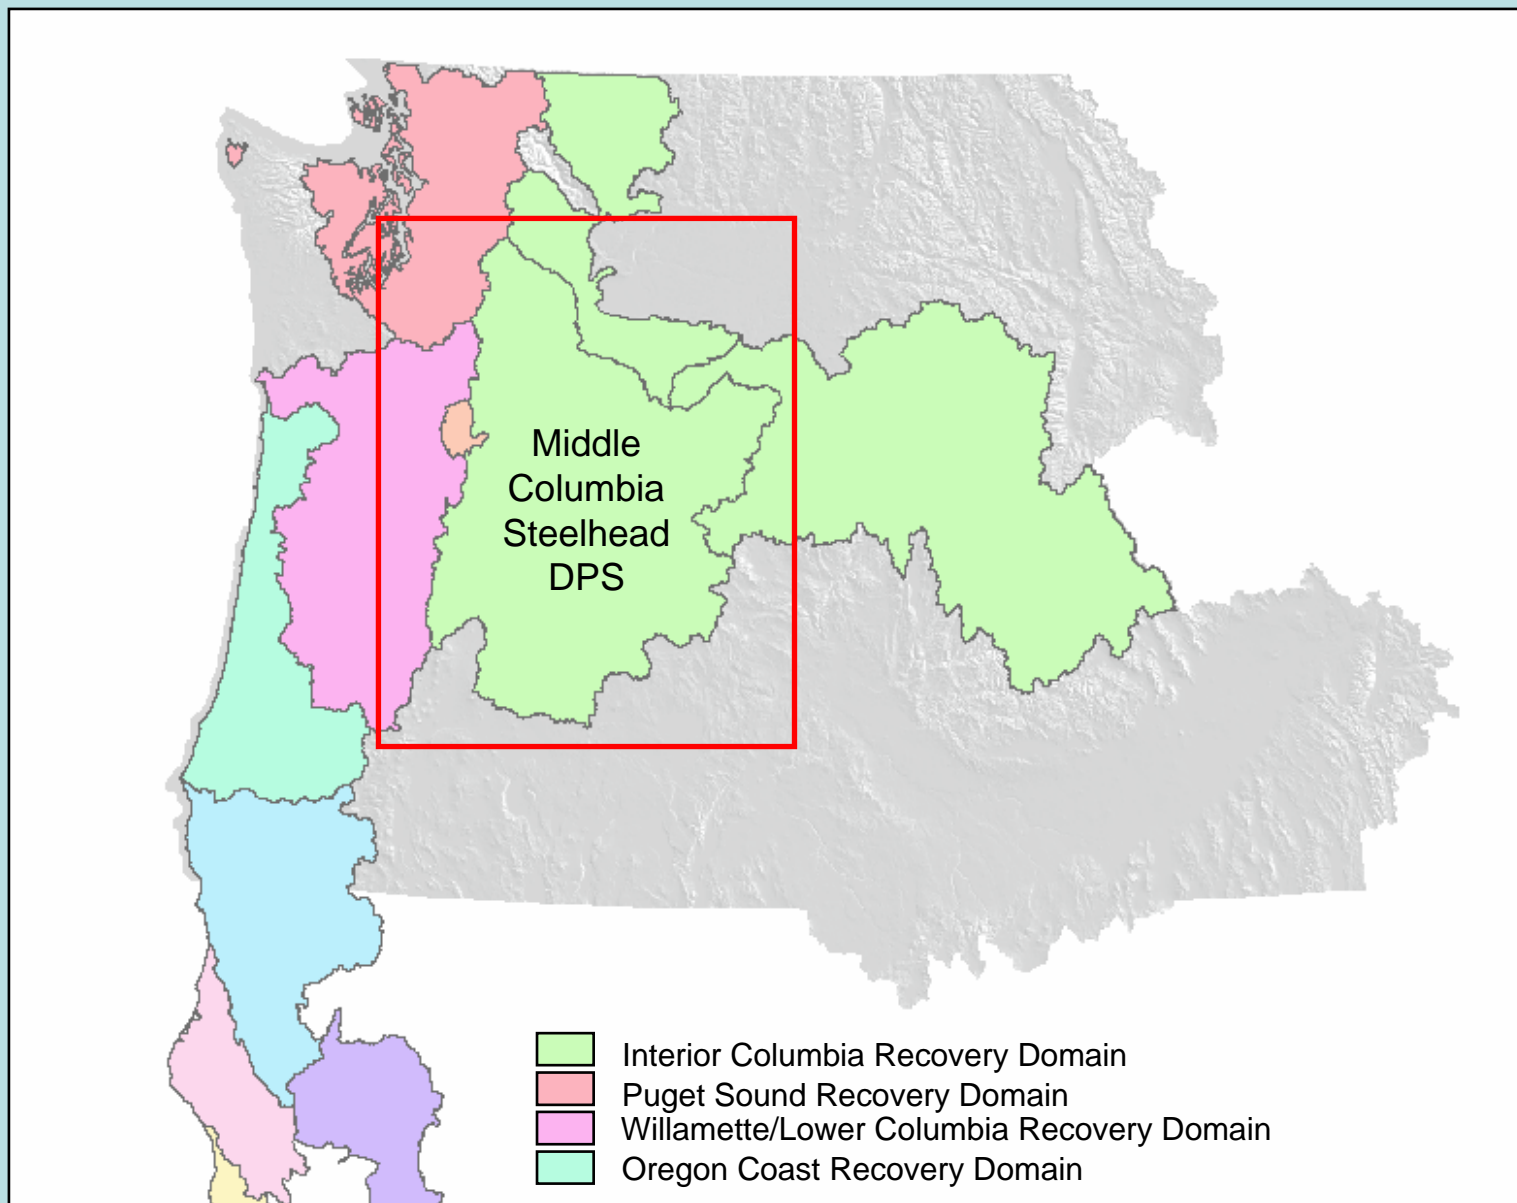 Middle
Columbia
Steelhead
DPS
Interior Columbia Recovery Domain
Puget Sound Recovery Domain
Willamette/Lower Columbia Recovery Domain
Oregon Coast Recovery Domain